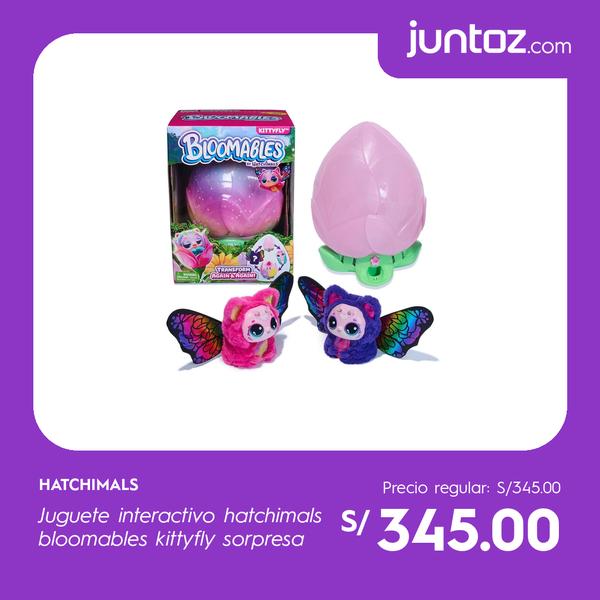 juntoz.com
KITTYFLY™
BLOOMABLES
TRANSFORM
AGAIN & AGAIN!
?
HATCHIMALS
Juguete interactivo hatchimals
bloomables kittyfly sorpresa
Precio regular: S/345.00
S/ 345.00